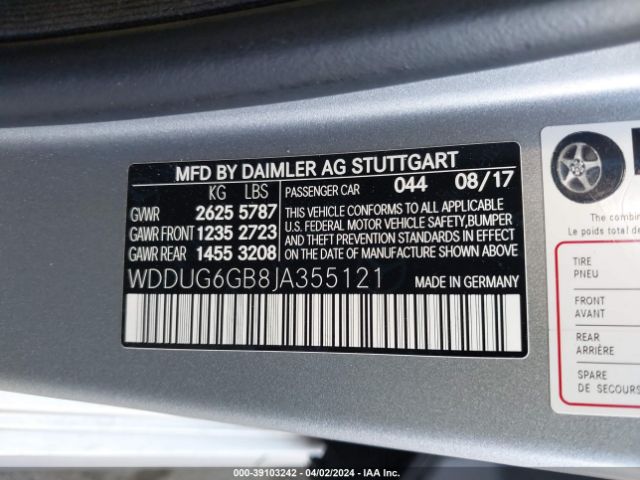 MFD BY DAIMLER AG STUTTGART
KG LBS
GVWR 2625 5787
GAWR FRONT 1235 2723
GAWR REAR 1455 3208
PASSENGER CAR 044 08/17
THIS VEHICLE CONFORMS TO ALL APPLICABLE
U.S. FEDERAL MOTOR VEHICLE SAFETY, BUMPER
AND THEFT PREVENTION STANDARDS IN EFFECT
ON THE DATE OF MANUFACTURE SHOWN ABOVE
WDDUG6GB8JA355121 MADE IN GERMANY
The combin
Le poids total de
TIRE
PNEU
FRONT
AVANT
REAR
ARRIÈRE
SPARE
DE SECOURS
000-39103242 - 04/02/2024 - IAA Inc.